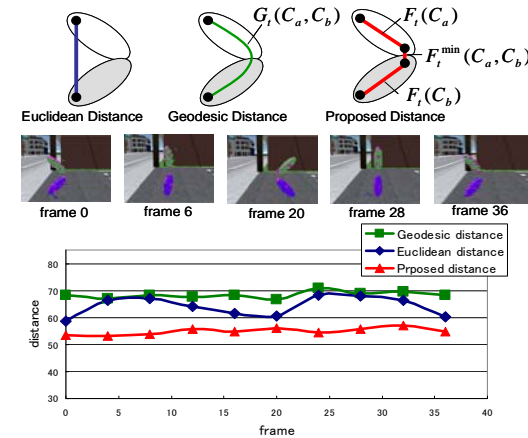 G_t(C_a, C_b)
F_t(C_a)
F_t^min(C_a, C_b)
F_t(C_b)
Euclidean Distance
Geodesic Distance
Proposed Distance
frame 0
frame 6
frame 20
frame 28
frame 36
Geodesic distance
Euclidean distance
Prposed distance
80
70
60
50
40
30
distance
0
5
10
15
20
25
30
35
40
frame